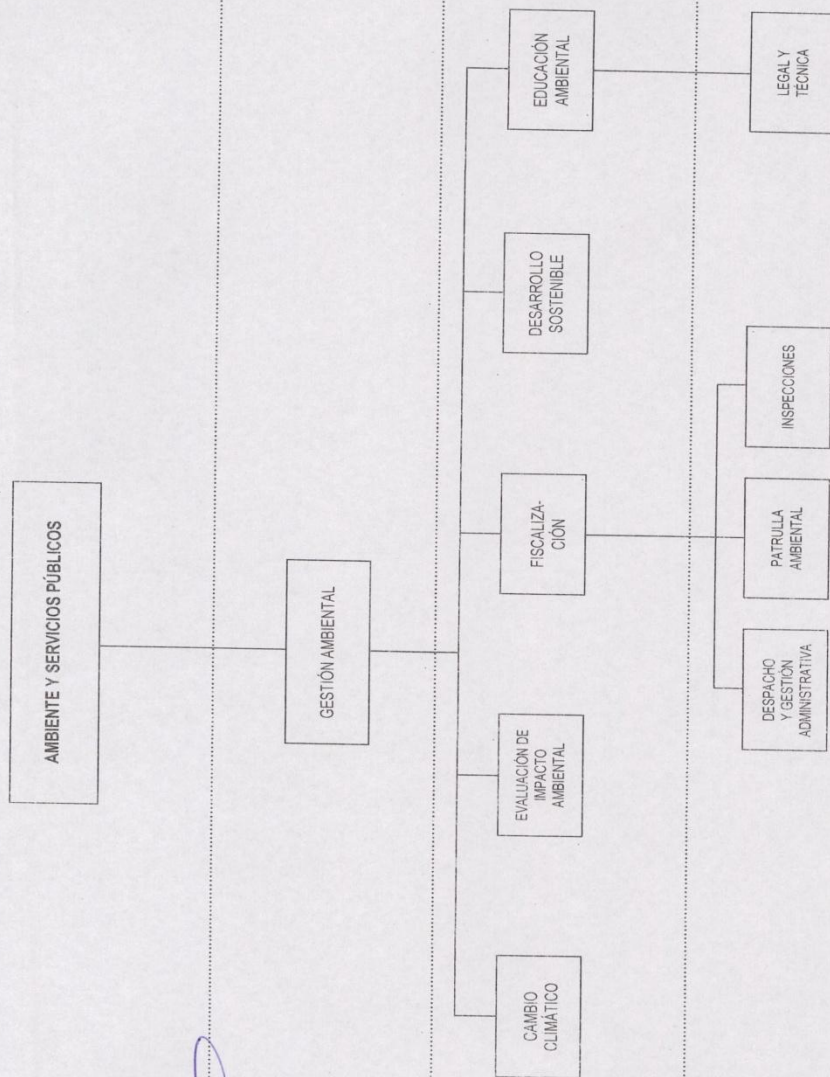 AMBIENTE Y SERVICIOS PÚBLICOS
GESTIÓN AMBIENTAL
CAMBIO
CLIMÁTICO
EVALUACIÓN DE
IMPACTO
AMBIENTAL
FISCALIZA-
CIÓN
DESARROLLO
SOSTENIBLE
EDUCACIÓN
AMBIENTAL
DESPACHO
Y GESTIÓN
ADMINISTRATIVA
PATRULLA
AMBIENTAL
INSPECCIONES
LEGAL Y
TÉCNICA